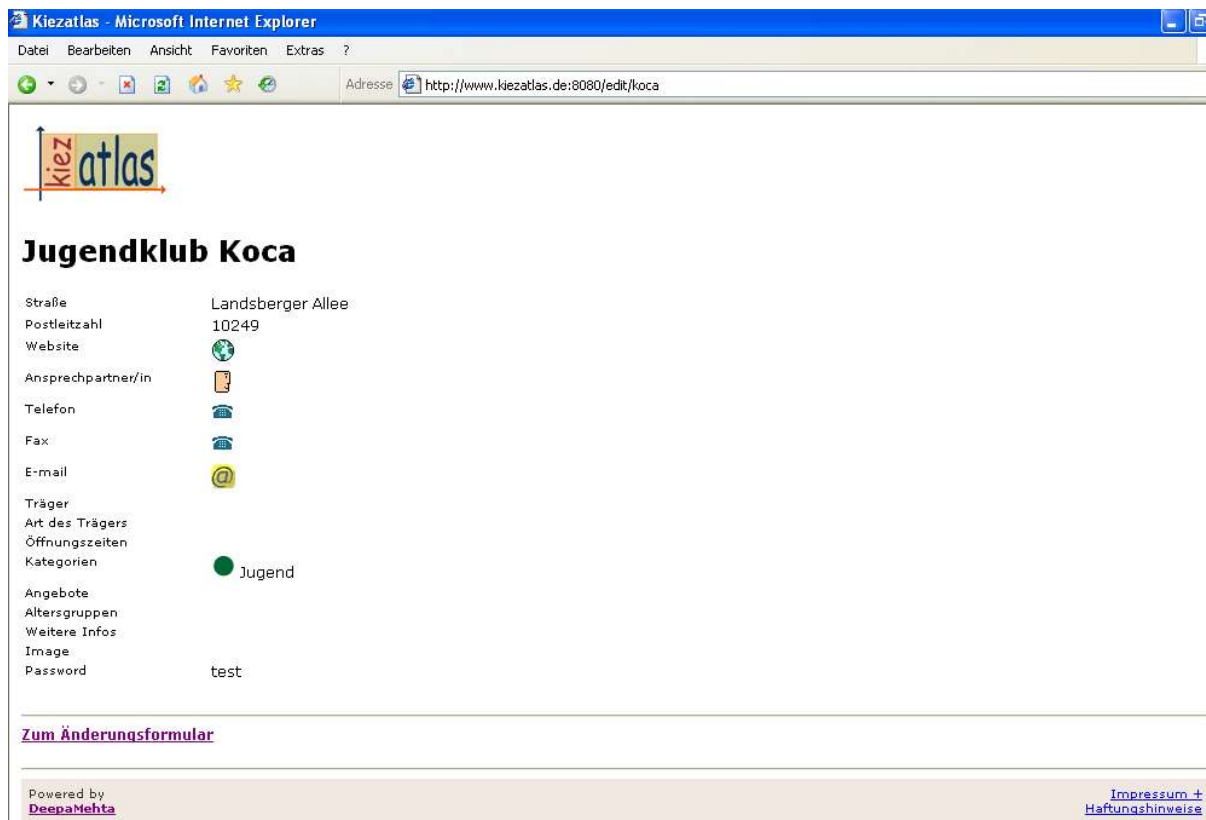 Kiezatlas - Microsoft Internet Explorer
Datei Bearbeiten Ansicht Favoriten Extras ?
Adresse http://www.kiezatlas.de:8080/edit/koca
kiez atlas
Jugendklub Koca
Straße Landsberger Allee
Postleitzahl 10249
Website
Ansprechpartner/in
Telefon
Fax
E-mail @
Träger
Art des Trägers
Öffnungszeiten
Kategorien Jugend
Angebote
Altersgruppen
Weitere Infos
Image
Password test
Zum Änderungsformular
Powered by
DeepaMehta
Impressum +
Haftungshinweise